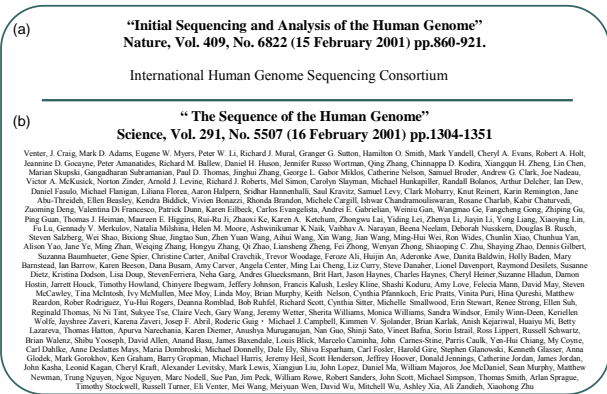 (a)
“Initial Sequencing and Analysis of the Human Genome”
Nature, Vol. 409, No. 6822 (15 February 2001) pp.860-921.
International Human Genome Sequencing Consortium
(b)
“ The Sequence of the Human Genome”
Science, Vol. 291, No. 5507 (16 February 2001) pp.1304-1351
Venter, J. Craig, Mark D. Adams, Eugene W. Myers, Peter W. Li, Richard J. Mural, Granger G. Sutton, Hamilton O. Smith, Mark Yandell, Cheryl A. Evans, Robert A. Holt,
Jeannine D. Gocayne, Peter Amanatides, Richard M. Ballew, Daniel H. Huson, Jennifer Russo Wortman, Qing Zhang, Chinnappa D. Kodira, Xiangqun H. Zheng, Lin Chen,
Marian Skupski, Gangadharan Subramanian, Paul D. Thomas, Jinghui Zhang, George L. Gabor Miklos, Catherine Nelson, Samuel Broder, Andrew G. Clark, Joe Nadeau,
Victor A. McKusick, Norton Zinder, Arnold J. Levine, Richard J. Roberts, Mel Simon, Carolyn Slayman, Michael Hunkapiller, Randall Bolanos, Arthur Delcher, Ian Dew,
Daniel Fasulo, Michael Flanigan, Liliana Florea, Aaron Halpern, Sridhar Hannenhalli, Saul Kravitz, Samuel Levy, Clark Mobarry, Knut Reinert, Karin Remington, Jane
Abu-Threideh, Ellen Beasley, Kendra Biddick, Vivien Bonazzi, Rhonda Brandon, Michele Cargill, Ishwar Chandramouliswaran, Rosane Charlab, Kabir Chaturvedi,
Zuoming Deng, Valentina Di Francesco, Patrick Dunn, Karen Eilbeck, Carlos Evangelista, Andrei E. Gabrielian, Weiniu Gan, Wangmao Ge, Fangcheng Gong, Zhiping Gu,
Ping Guan, Thomas J. Heiman, Maureen E. Higgins, Rui-Ru Ji, Zhaoxi Ke, Karen A. Ketchum, Zhongwu Lai, Yiding Lei, Zhenya Li, Jiayin Li, Yong Liang, Xiaoying Lin,
Fu Lu, Gennady V. Merkulov, Natalia Milshina, Helen M. Moore, Ashwinikumar K Naik, Vaibhav A. Narayan, Beena Neelam, Deborah Nusskern, Douglas B. Rusch,
Steven Salzberg, Wei Shao, Bixiong Shue, Jingtao Sun, Zhen Yuan Wang, Aihui Wang, Xin Wang, Jian Wang, Ming-Hui Wei, Ron Wides, Chunlin Xiao, Chunhua Yan,
Alison Yao, Jane Ye, Ming Zhan, Weiqing Zhang, Hongyu Zhang, Qi Zhao, Liansheng Zheng, Fei Zhong, Wenyan Zhong, Shiaoping C. Zhu, Shaying Zhao, Dennis Gilbert,
Suzanna Baumhueter, Gene Spier, Christine Carter, Anibal Cravchik, Trevor Woodage, Feroze Ali, Huijin An, Aderonke Awe, Danita Baldwin, Holly Baden, Mary
Barnstead, Ian Barrow, Karen Beeson, Dana Busam, Amy Carver, Angela Center, Ming Lai Cheng, Liz Curry, Steve Danaher, Lionel Davenport, Raymond Desilets, Susanne
Dietz, Kristina Dodson, Lisa Doup, StevenFerriera, Neha Garg, Andres Gluecksmann, Brit Hart, Jason Haynes, Charles Haynes, Cheryl Heiner,Suzanne Hladun, Damon
Hostin, Jarrett Houck, Timothy Howland, Chinyere Ibegwam, Jeffery Johnson, Francis Kalush, Lesley Kline, Shashi Koduru, Amy Love, Felecia Mann, David May, Steven
McCawley, Tina McIntosh, Ivy McMullen, Mee Moy, Linda Moy, Brian Murphy, Keith Nelson, Cynthia Pfannkoch, Eric Pratts, Vinita Puri, Hina Qureshi, Matthew
Reardon, Rober Rodriguez, Yu-Hui Rogers, Deanna Romblad, Bob Ruhfel, Richard Scott, Cynthia Sitter, Michelle Smallwood, Erin Stewart, Renee Strong, Ellen Suh,
Reginald Thomas, Ni Ni Tint, Sukyee Tse, Claire Vech, Gary Wang, Jeremy Wetter, Sherita Williams, Monica Williams, Sandra Windsor, Emily Winn-Deen, Keriellen
Wolfe, Jayshree Zaveri, Karena Zaveri, Josep F. Abril, Roderic Guig • Michael J. Campbell, Kimmen V. Sjolander, Brian Karlak, Anish Kejariwal, Huaiyu Mi, Betty
Lazareva, Thomas Hatton, Apurva Narechania, Karen Diemer, Anushya Muruganujan, Nan Guo, Shinji Sato, Vineet Bafna, Sorin Istrail, Ross Lippert, Russell Schwartz,
Brian Walenz, Shibu Yooseph, David Allen, Anand Basu, James Baxendale, Louis Blick, Marcelo Caminha, John Carnes-Stine, Parris Caulk, Yen-Hui Chiang, My Coyne,
Carl Dahlke, Anne Deslattes Mays, Maria Dombroski, Michael Donnelly, Dale Ely, Shiva Esparham, Carl Fosler, Harold Gire, Stephen Glanowski, Kenneth Glasser, Anna
Glodek, Mark Gorokhov, Ken Graham, Barry Gropman, Michael Harris, Jeremy Heil, Scott Henderson, Jeffrey Hoover, Donald Jennings, Catherine Jordan, James Jordan,
John Kasha, Leonid Kagan, Cheryl Kraft, Alexander Levitsky, Mark Lewis, Xiangjun Liu, John Lopez, Daniel Ma, William Majoros, Joe McDaniel, Sean Murphy, Matthew
Newman, Trung Nguyen, Ngoc Nguyen, Marc Nodell, Sue Pan, Jim Peck, William Rowe, Robert Sanders, John Scott, Michael Simpson, Thomas Smith, Arlan Sprague,
Timothy Stockwell, Russell Turner, Eli Venter, Mei Wang, Meiyuan Wen, David Wu, Mitchell Wu, Ashley Xia, Ali Zandieh, Xiaohong Zhu